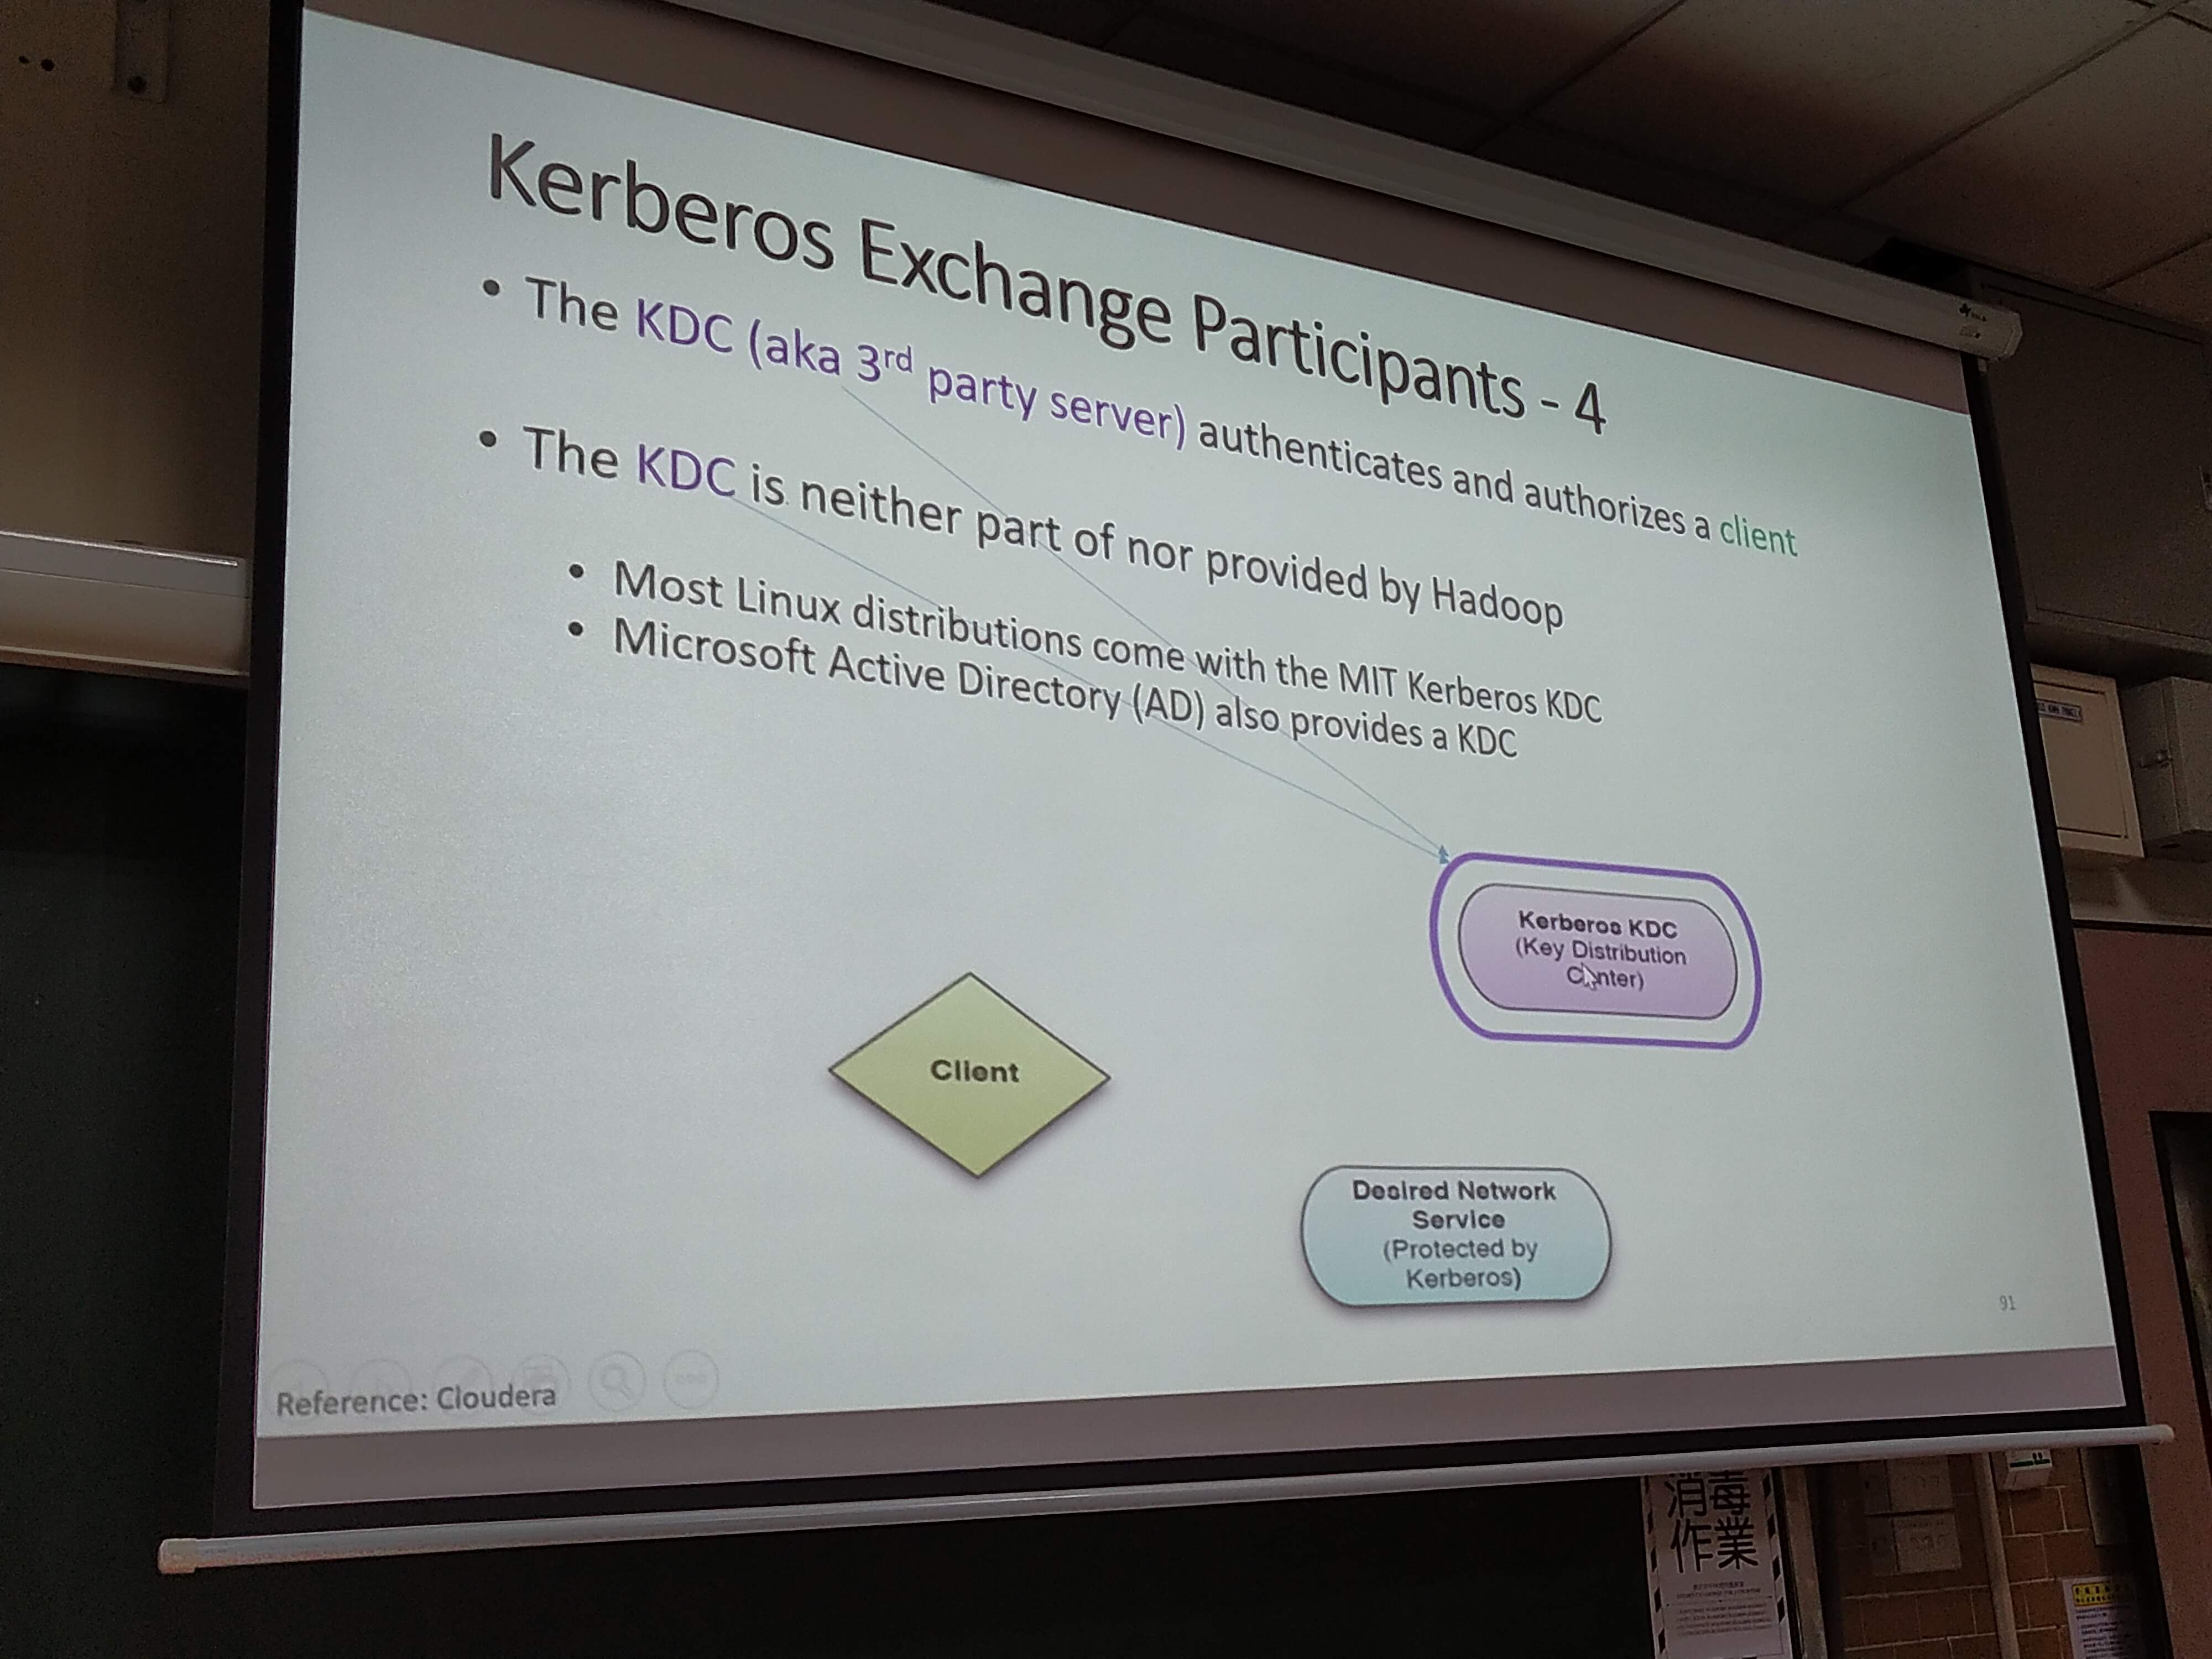 Kerberos Exchange Participants - 4
• The KDC (aka 3rd party server) authenticates and authorizes a client
• The KDC is neither part of nor provided by Hadoop
• Most Linux distributions come with the MIT Kerberos KDC
• Microsoft Active Directory (AD) also provides a KDC
Kerberos KDC
(Key Distribution
Center)
Client
Desired Network
Service
(Protected by
Kerberos)
91
Reference: Cloudera
消毒
作業